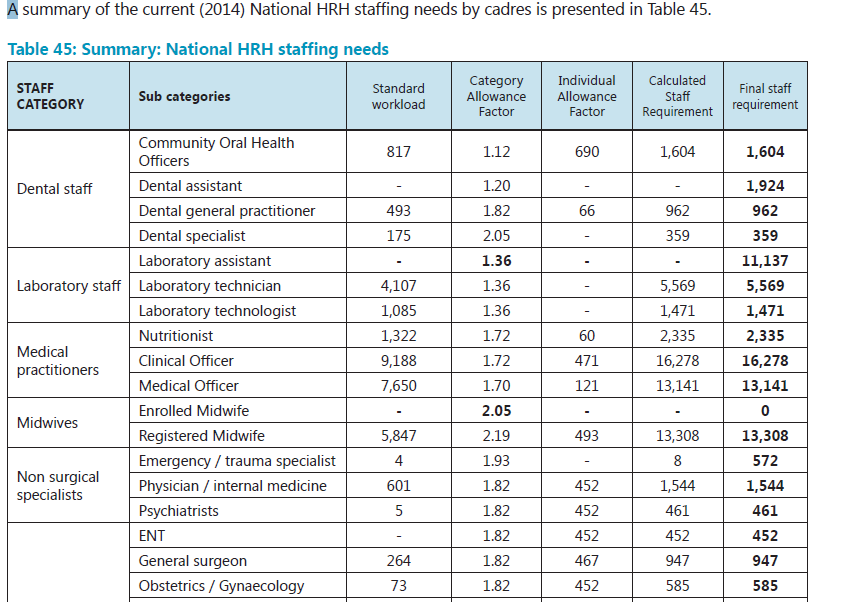 A summary of the current (2014) National HRH staffing needs by cadres is presented in Table 45.
Table 45: Summary: National HRH staffing needs
STAFF CATEGORY | Sub categories | Standard workload | Category Allowance Factor | Individual Allowance Factor | Calculated Staff Requirement | Final staff requirement
Dental staff | Community Oral Health Officers | 817 | 1.12 | 690 | 1,604 | 1,604
Dental assistant | - | 1.20 | - | - | 1,924
Dental general practitioner | 493 | 1.82 | 66 | 962 | 962
Dental specialist | 175 | 2.05 | - | 359 | 359
Laboratory staff | Laboratory assistant | - | 1.36 | - | - | 11,137
Laboratory technician | 4,107 | 1.36 | - | 5,569 | 5,569
Laboratory technologist | 1,085 | 1.36 | - | 1,471 | 1,471
Medical practitioners | Nutritionist | 1,322 | 1.72 | 60 | 2,335 | 2,335
Clinical Officer | 9,188 | 1.72 | 471 | 16,278 | 16,278
Medical Officer | 7,650 | 1.70 | 121 | 13,141 | 13,141
Midwives | Enrolled Midwife | - | 2.05 | - | - | 0
Registered Midwife | 5,847 | 2.19 | 493 | 13,308 | 13,308
Non surgical specialists | Emergency / trauma specialist | 4 | 1.93 | - | 8 | 572
Physician / internal medicine | 601 | 1.82 | 452 | 1,544 | 1,544
Psychiatrists | 5 | 1.82 | 452 | 461 | 461
ENT | - | 1.82 | 452 | 452 | 452
General surgeon | 264 | 1.82 | 467 | 947 | 947
Obstetrics / Gynaecology | 73 | 1.82 | 452 | 585 | 585